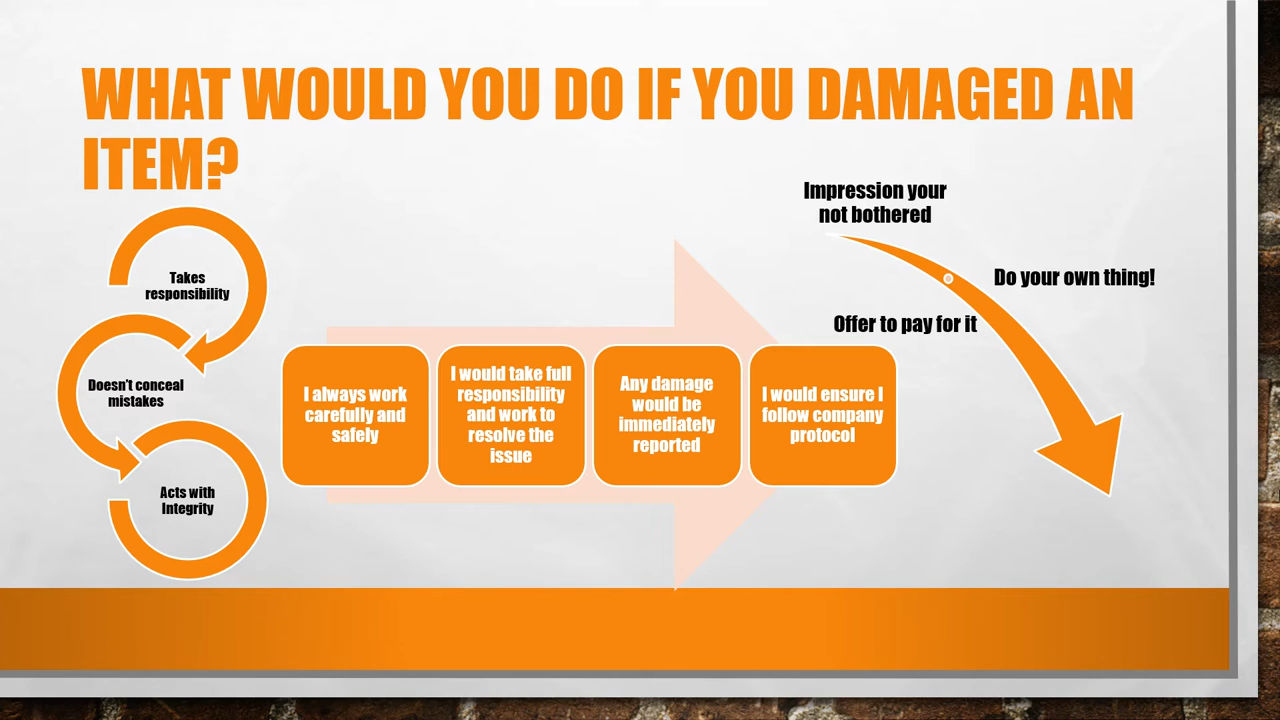 WHAT WOULD YOU DO IF YOU DAMAGED AN
ITEM?
Takes
responsibility
Doesn't conceal
mistakes
Acts with
Integrity
I always work
carefully and
safely
I would take full
responsibility
and work to
resolve the
issue
Any damage
would be
immediately
reported
I would ensure I
follow company
protocol
Impression your
not bothered
Do your own thing!
Offer to pay for it